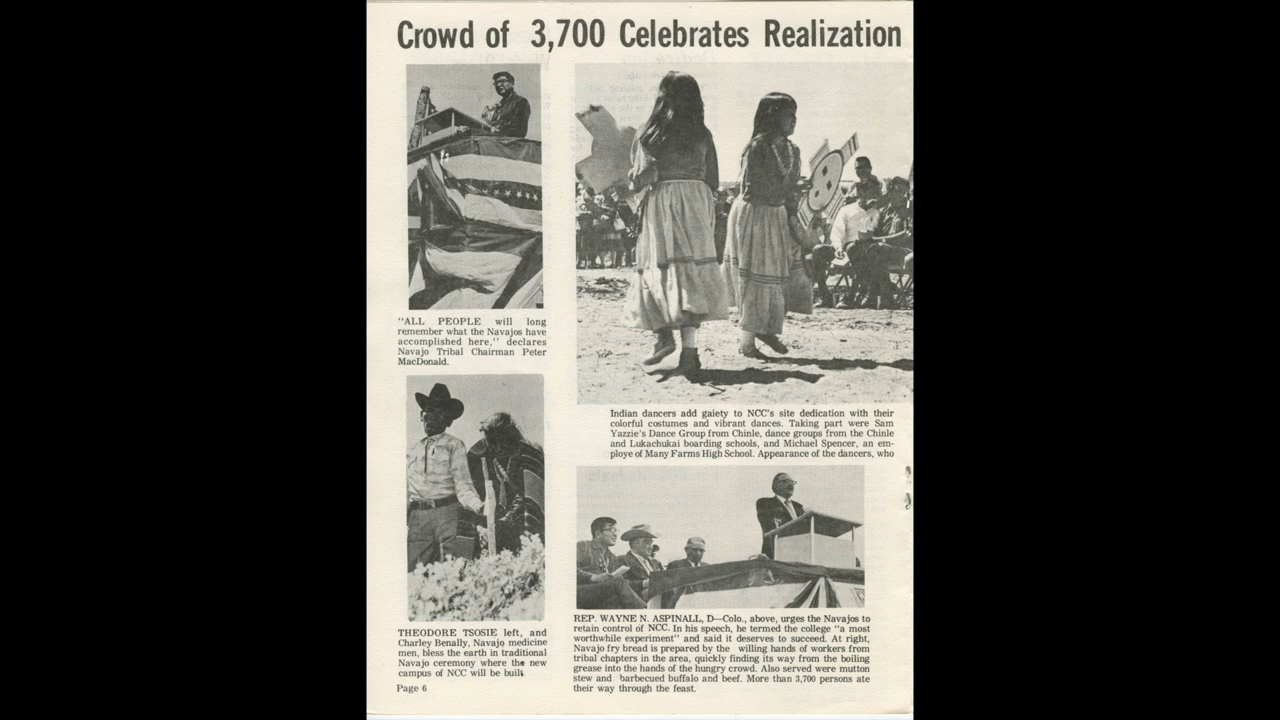 Crowd of 3,700 Celebrates Realization
"ALL PEOPLE will long
remember what the Navajos have
accomplished here," declares
Navajo Tribal Chairman Peter
MacDonald.
Indian dancers add gaiety to NCC's site dedication with their
colorful costumes and vibrant dances. Taking part were Sam
Yazzie's Dance Group from Chinle, dance groups from the Chinle
and Lukachukai boarding schools, and Michael Spencer, an em-
ploye of Many Farms High School. Appearance of the dancers, who
THEODORE TSOSIE left, and
Charley Benally, Navajo medicine
men, bless the earth in traditional
Navajo ceremony where the new
campus of NCC will be built.
REP. WAYNE N. ASPINALL, D—Colo., above, urges the Navajos to
retain control of NCC. In his speech, he termed the college "a most
worthwhile experiment" and said it deserves to succeed. At right,
Navajo fry bread is prepared by the willing hands of workers from
tribal chapters in the area, quickly finding its way from the boiling
grease into the hands of the hungry crowd. Also served were mutton
stew and barbecued buffalo and beef. More than 3,700 persons ate
their way through the feast.
Page 6